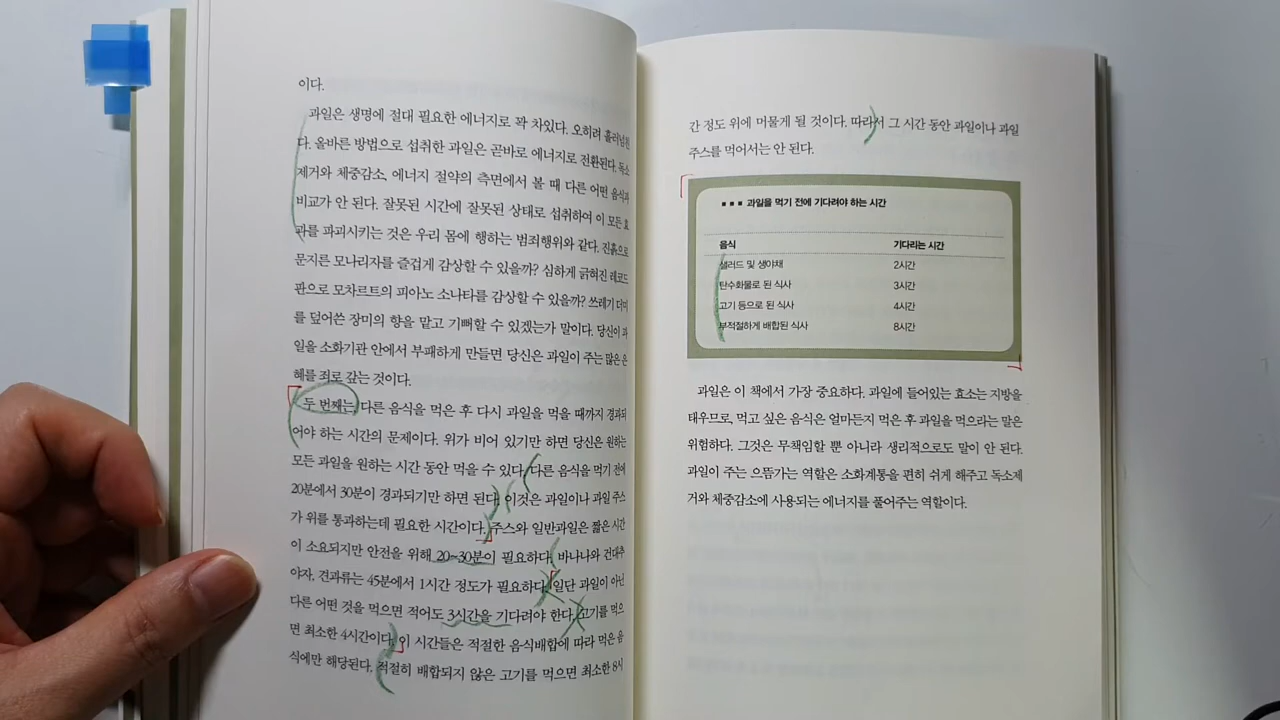 이다.
과일은 생명에 절대 필요한 에너지로 꽉 차있다. 오히려 흘러넘친
다. 올바른 방법으로 섭취한 과일은 곧바로 에너지로 전환된다. 독소
제거와 체중감소, 에너지 절약의 측면에서 볼 때 다른 어떤 음식과
비교가 안 된다. 잘못된 시간에 잘못된 상태로 섭취하여 이 모든 효
과를 파괴시키는 것은 우리 몸에 행하는 범죄행위와 같다. 진흙으로
문지른 모나리자를 즐겁게 감상할 수 있을까? 심하게 긁혀진 레코드
판으로 모차르트의 피아노 소나타를 감상할 수 있을까? 쓰레기 더미
를 덮어쓴 장미의 향을 맡고 기뻐할 수 있겠는가 말이다. 당신이 과
일을 소화기관 안에서 부패하게 만들면 당신은 과일이 주는 많은 은
혜를 죄로 갚는 것이다.
두 번째는 다른 음식을 먹은 후 다시 과일을 먹을 때까지 경과되
어야 하는 시간의 문제이다. 위가 비어 있기만 하면 당신은 원하는
모든 과일을 원하는 시간 동안 먹을 수 있다. 다른 음식을 먹기 전에
20분에서 30분이 경과되기만 하면 된다. 이것은 과일이나 과일 주스
가 위를 통과하는데 필요한 시간이다. 주스와 일반과일은 짧은 시간
이 소요되지만 안전을 위해 20~30분이 필요하다. 바나나와 건대추
야자, 견과류는 45분에서 1시간 정도가 필요하다. 일단 과일이 아닌
다른 어떤 것을 먹으면 적어도 3시간을 기다려야 한다. 고기를 먹으
면 최소한 4시간이다. 이 시간들은 적절한 음식배합에 따라 먹은 음
식에만 해당된다. 적절히 배합되지 않은 고기를 먹으면 최소한 8시
간 정도 위에 머물게 될 것이다. 따라서 그 시간 동안 과일이나 과일
주스를 먹어서는 안 된다.
■ ■ ■ 과일을 먹기 전에 기다려야 하는 시간
음식 기다리는 시간
샐러드 및 생야채 2시간
탄수화물로 된 식사 3시간
고기 등으로 된 식사 4시간
부적절하게 배합된 식사 8시간
과일은 이 책에서 가장 중요하다. 과일에 들어있는 효소는 지방을
태우므로, 먹고 싶은 음식은 얼마든지 먹은 후 과일을 먹으라는 말은
위험하다. 그것은 무책임할 뿐 아니라 생리적으로도 말이 안 된다.
과일이 주는 으뜸가는 역할은 소화계통을 편히 쉬게 해주고 독소제
거와 체중감소에 사용되는 에너지를 풀어주는 역할이다.